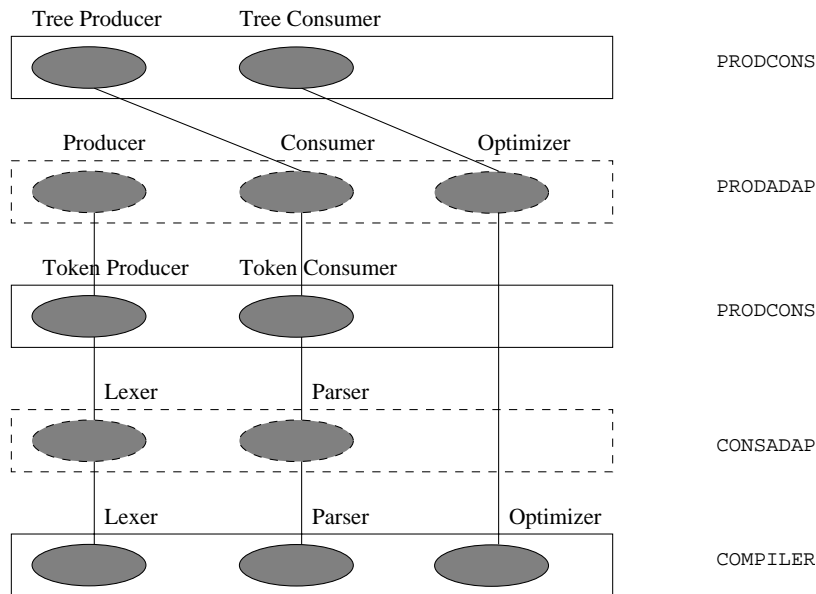 Tree Producer Tree Consumer
PRODCONS
Producer Consumer Optimizer
PRODADAP
Token Producer Token Consumer
PRODCONS
Lexer Parser
CONSADAP
Lexer Parser Optimizer
COMPILER